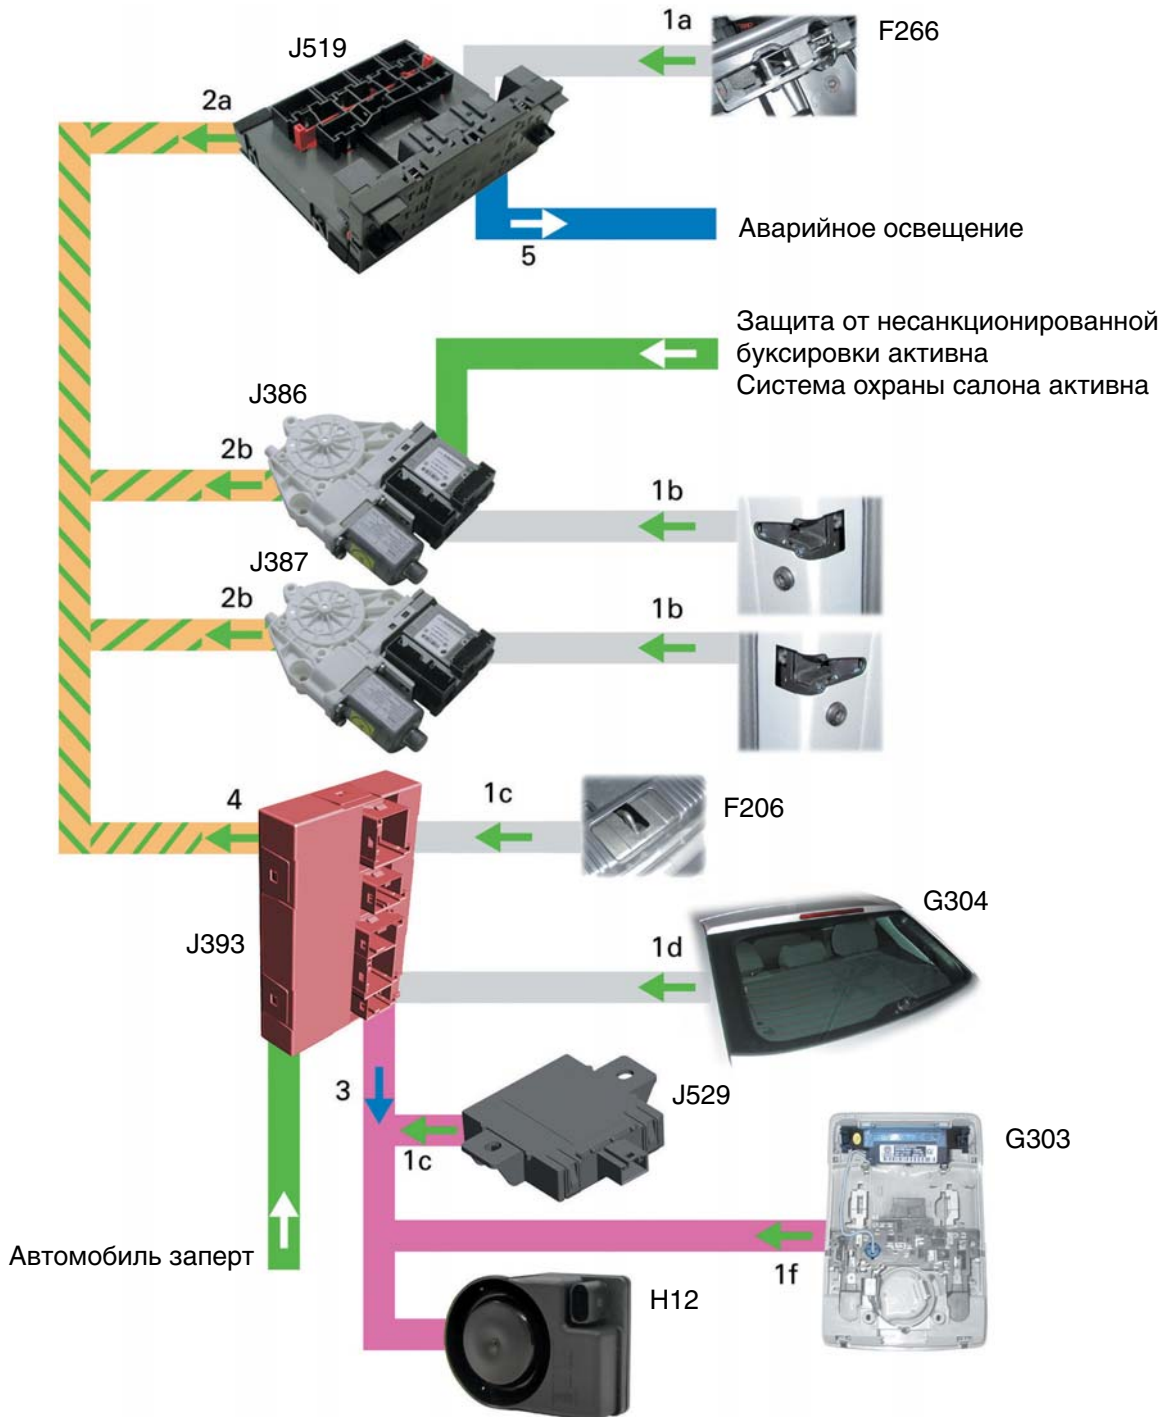 1a
F266
J519
2a
Аварийное освещение
5
Защита от несанкционированной
буксировки активна
Система охраны салона активна
J386
2b
1b
J387
2b
1b
4
1c
F206
G304
J393
1d
3
J529
1c
G303
Автомобиль заперт
1f
H12